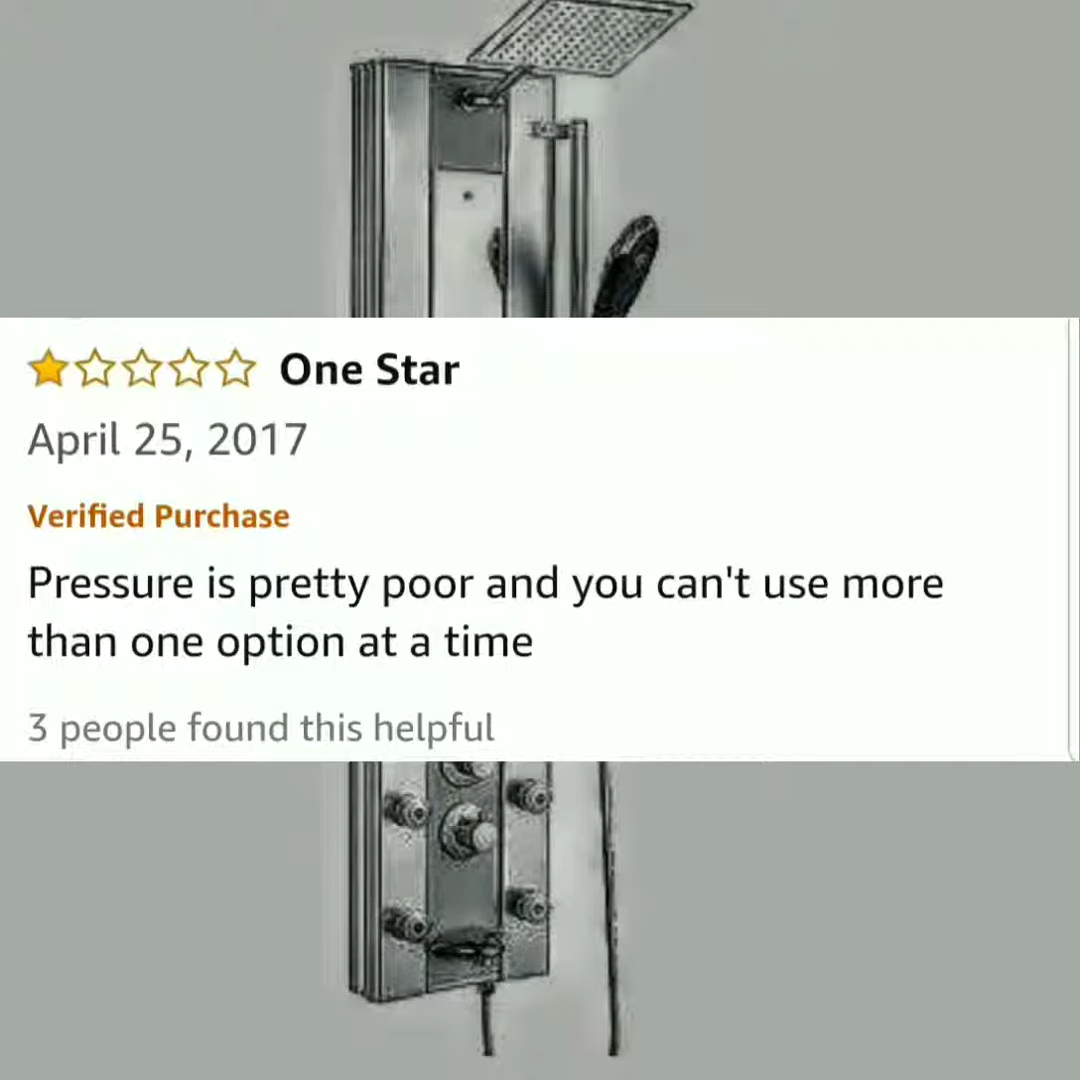 One Star
April 25, 2017
Verified Purchase
Pressure is pretty poor and you can't use more
than one option at a time
3 people found this helpful